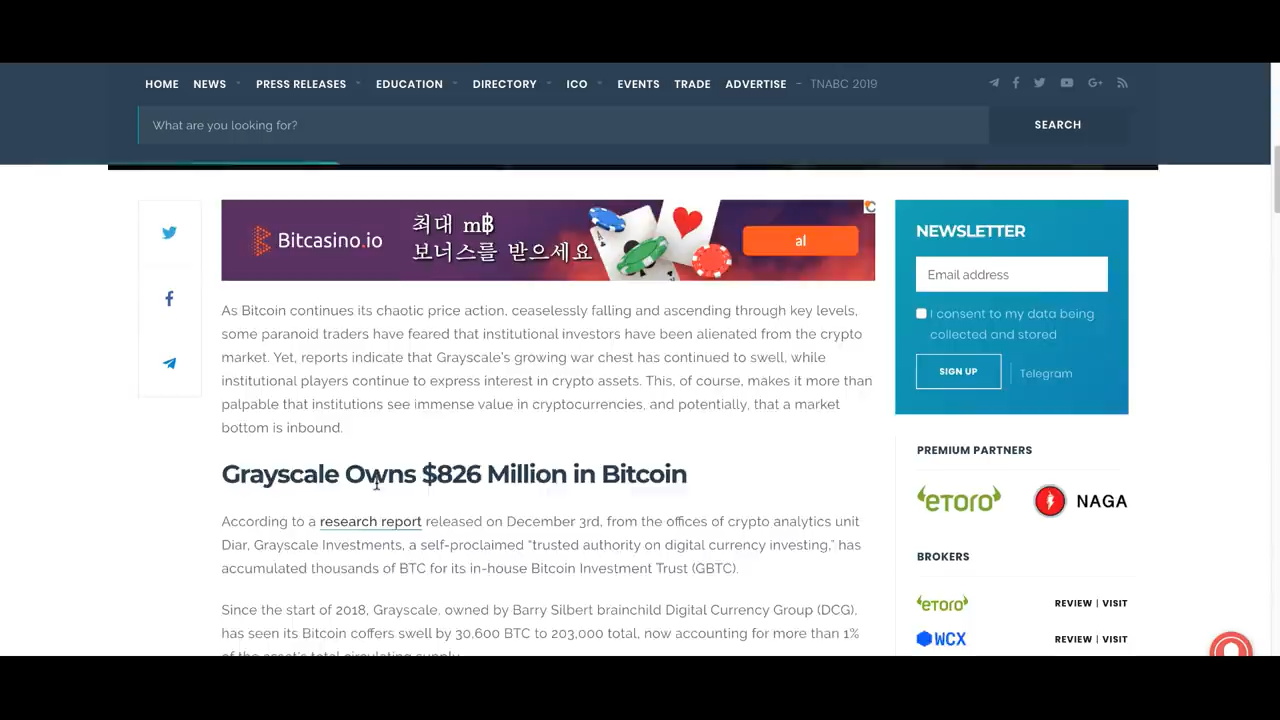 HOME NEWS PRESS RELEASES EDUCATION DIRECTORY ICO EVENTS TRADE ADVERTISE TNABC 2019
What are you looking for? SEARCH
Bitcasino.io 최대 m₿
보너스를 받으세요
al
As Bitcoin continues its chaotic price action, ceaselessly falling and ascending through key levels,
some paranoid traders have feared that institutional investors have been alienated from the crypto
market. Yet, reports indicate that Grayscale's growing war chest has continued to swell, while
institutional players continue to express interest in crypto assets. This, of course, makes it more than
palpable that institutions see immense value in cryptocurrencies, and potentially, that a market
bottom is inbound.
Grayscale Owns $826 Million in Bitcoin
According to a research report released on December 3rd, from the offices of crypto analytics unit
Diar, Grayscale Investments, a self-proclaimed “trusted authority on digital currency investing,” has
accumulated thousands of BTC for its in-house Bitcoin Investment Trust (GBTC).
Since the start of 2018, Grayscale, owned by Barry Silbert brainchild Digital Currency Group (DCG),
has seen its Bitcoin coffers swell by 30,600 BTC to 203,000 total, now accounting for more than 1%
of the asset's total circulating supply.
NEWSLETTER
Email address
I consent to my data being
collected and stored
SIGN UP Telegram
PREMIUM PARTNERS
eToro NAGA
BROKERS
eToro REVIEW | VISIT
WCX REVIEW | VISIT